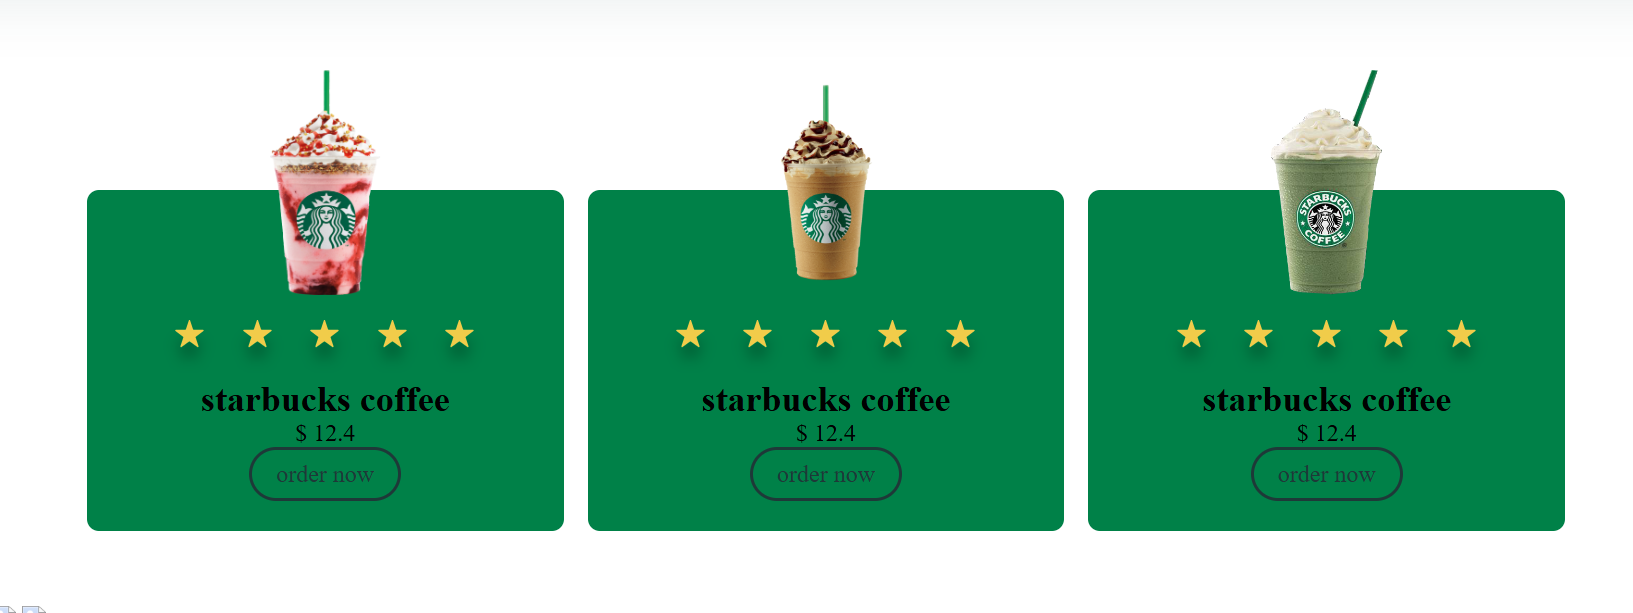 STARBUCKS
COFFEE
starbucks coffee
$ 12.4
order now
starbucks coffee
$ 12.4
order now
starbucks coffee
$ 12.4
order now